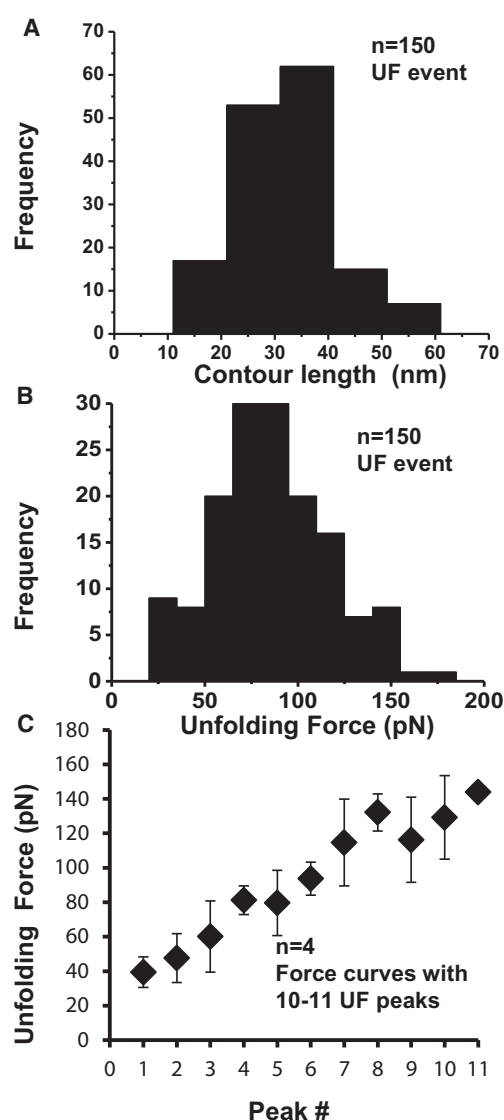 A
70
60
50
40
30
20
10
0
Frequency
n=150
UF event
0 10 20 30 40 50 60 70
Contour length (nm)
B
30
25
20
15
10
5
0
Frequency
n=150
UF event
0 50 100 150 200
Unfolding Force (pN)
C
180
160
140
120
100
80
60
40
20
0
Unfolding Force (pN)
n=4
Force curves with
10-11 UF peaks
0 1 2 3 4 5 6 7 8 9 10 11
Peak #